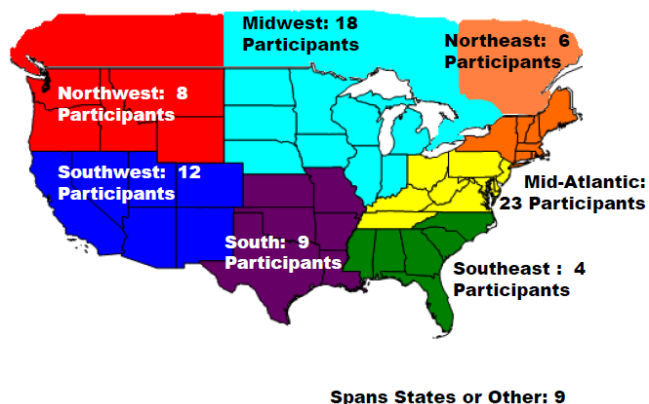 Midwest: 18
Participants
Northeast: 6
Participants
Northwest: 8
Participants
Southwest: 12
Participants
Mid-Atlantic:
23 Participants
South: 9
Participants
Southeast : 4
Participants
Spans States or Other: 9